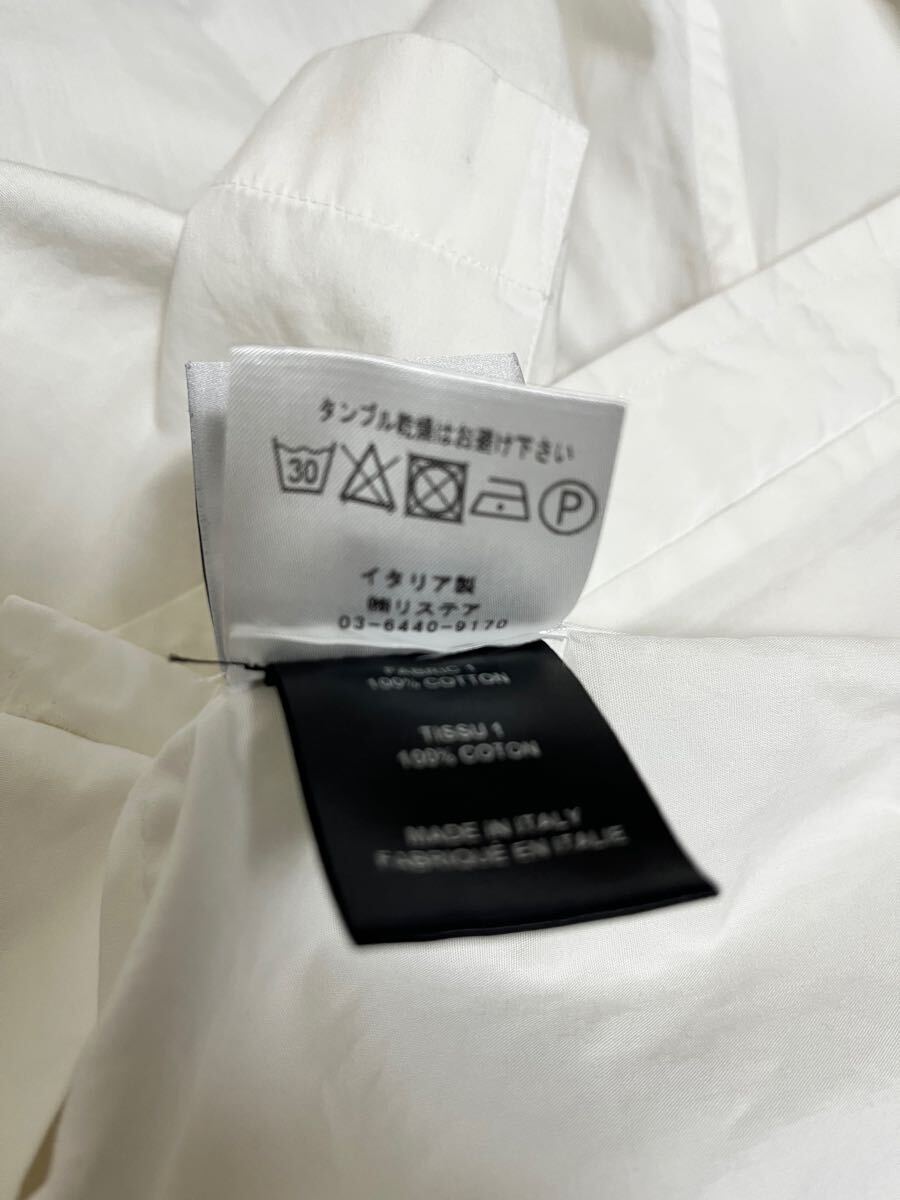 タンブル乾燥はお避け下さい
30 P
イタリア製
㈱リステア
03-6440-9170
FABRIC 1
100% COTTON
TISSU 1
100% COTON
MADE IN ITALY
FABRIQUÉ EN ITALIE